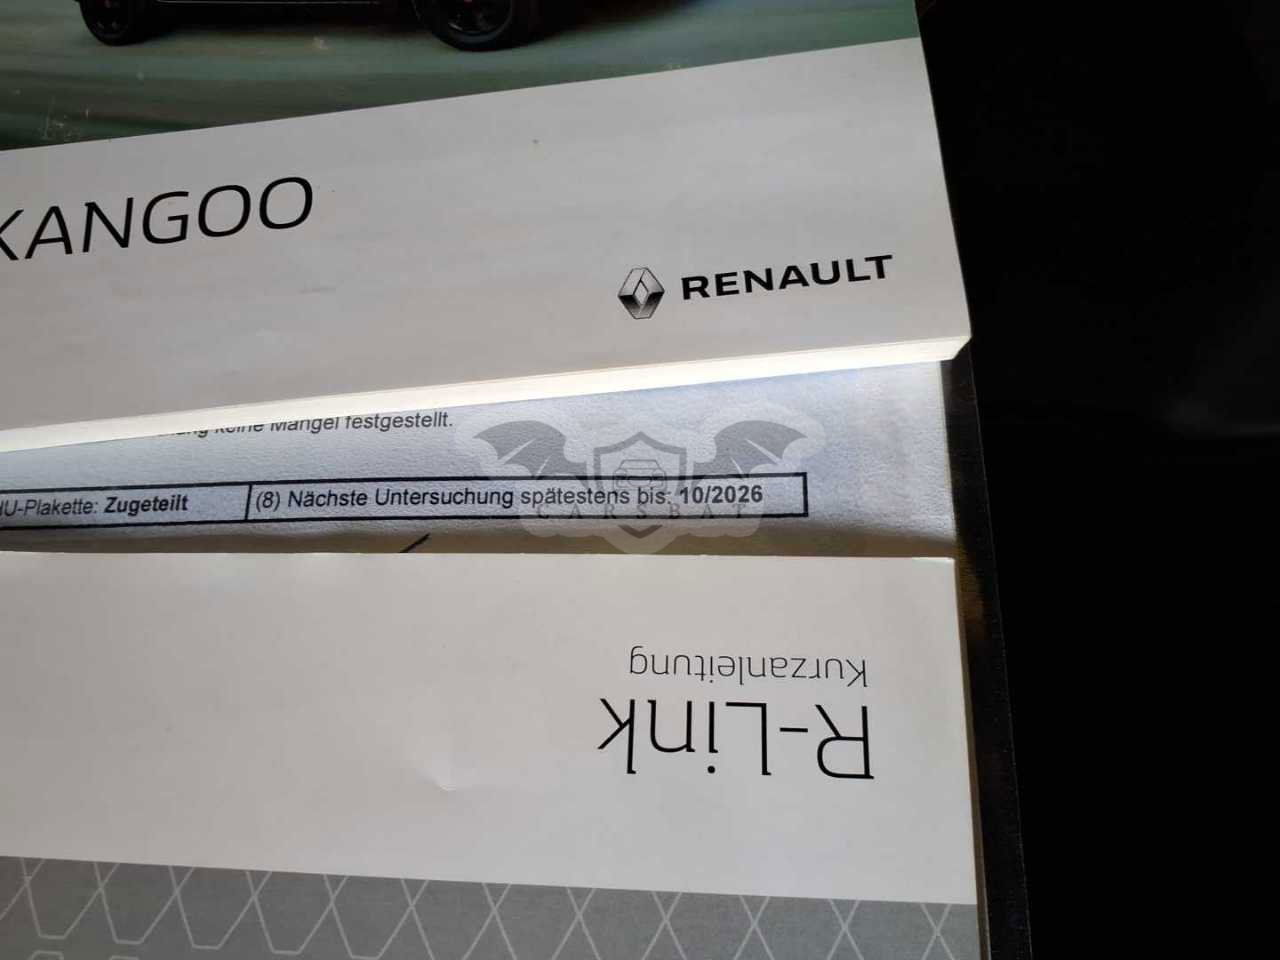 KANGOO
RENAULT
keine Mängel festgestellt.
HU-Plakette: Zugeteilt
(8) Nächste Untersuchung spätestens bis: 10/2026
CARSBAT
Kurzanleitung
R-Link